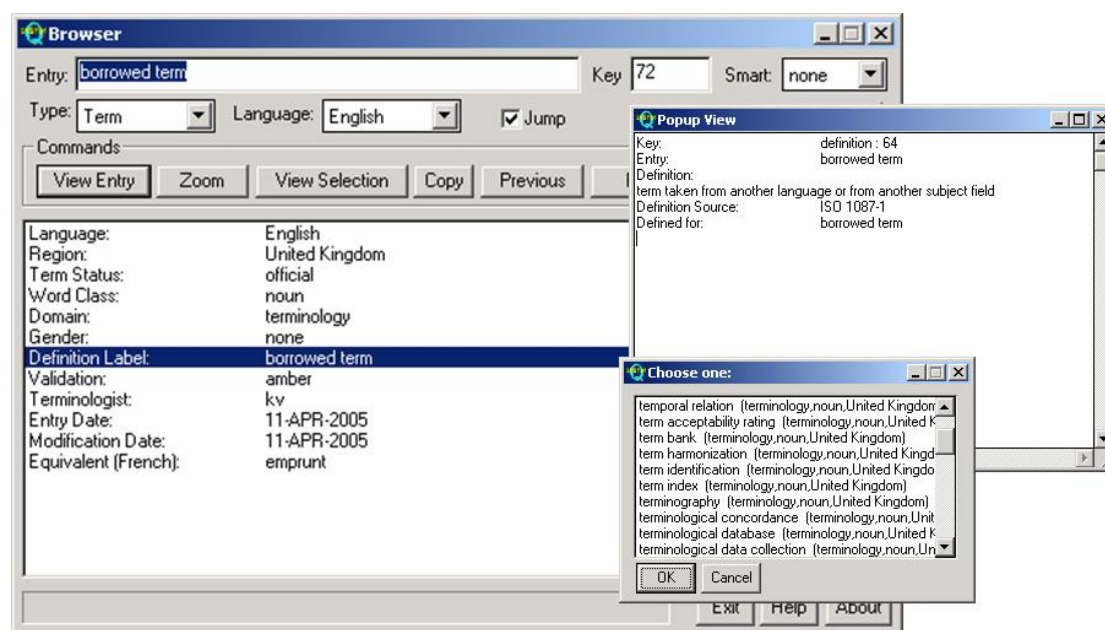 Browser
Entry: borrowed term Key 72 Smart: none
Type: Term Language: English Jump
Commands
View Entry Zoom View Selection Copy Previous
Language: English
Region: United Kingdom
Term Status: official
Word Class: noun
Domain: terminology
Gender: none
Definition Label: borrowed term
Validation: amber
Terminologist: kv
Entry Date: 11-APR-2005
Modification Date: 11-APR-2005
Equivalent (French): emprunt
Exit Help About
Popup View
Key: definition : 64
Entry: borrowed term
Definition:
term taken from another language or from another subject field
Definition Source: ISO 1087-1
Defined for: borrowed term
Choose one:
temporal relation (terminology,noun,United Kingdom
term acceptability rating (terminology,noun,United K
term bank (terminology,noun,United Kingdom)
term harmonization (terminology,noun,United Kingd
term identification (terminology,noun,United Kingdo
term index (terminology,noun,United Kingdom)
terminography (terminology,noun,United Kingdom)
terminological concordance (terminology,noun,Unit
terminological database (terminology,noun,United K
terminological data collection (terminology,noun,Un
OK Cancel